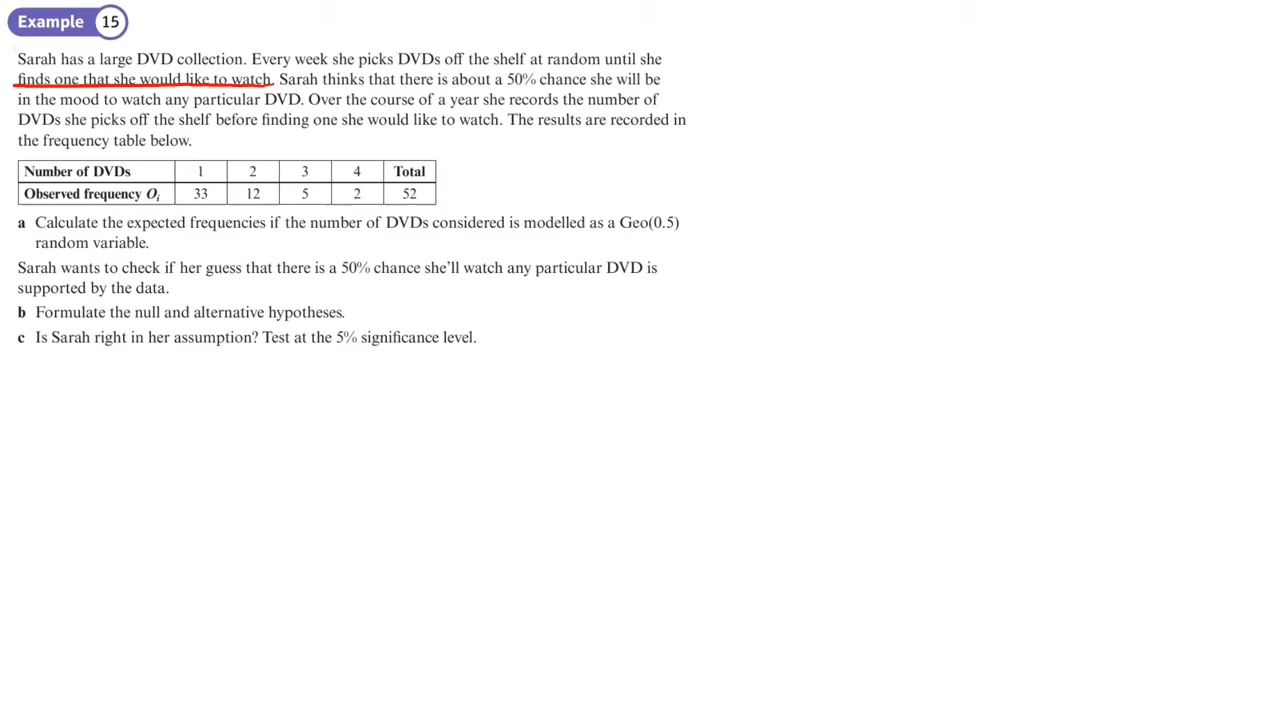 Example 15
Sarah has a large DVD collection. Every week she picks DVDs off the shelf at random until she
finds one that she would like to watch. Sarah thinks that there is about a 50% chance she will be
in the mood to watch any particular DVD. Over the course of a year she records the number of
DVDs she picks off the shelf before finding one she would like to watch. The results are recorded in
the frequency table below.
Number of DVDs 1 2 3 4 Total
Observed frequency Oi 33 12 5 2 52
a Calculate the expected frequencies if the number of DVDs considered is modelled as a Geo(0.5)
random variable.
Sarah wants to check if her guess that there is a 50% chance she’ll watch any particular DVD is
supported by the data.
b Formulate the null and alternative hypotheses.
c Is Sarah right in her assumption? Test at the 5% significance level.